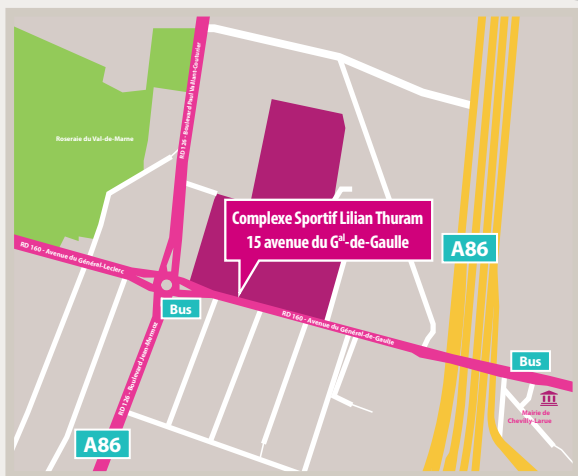 RD 126 - Boulevard Paul Vaillant-Couturier
Roseraie du Val-de-Marne
Complexe Sportif Lilian Thuram
15 avenue du Gal-de-Gaulle
RD 160 - Avenue du Général-Leclerc
A86
Bus
RD 160 - Avenue du Général-de-Gaulle
Bus
RD 126 - Boulevard Jean-Mermoz
Mairie de
Chevilly-Larue
A86